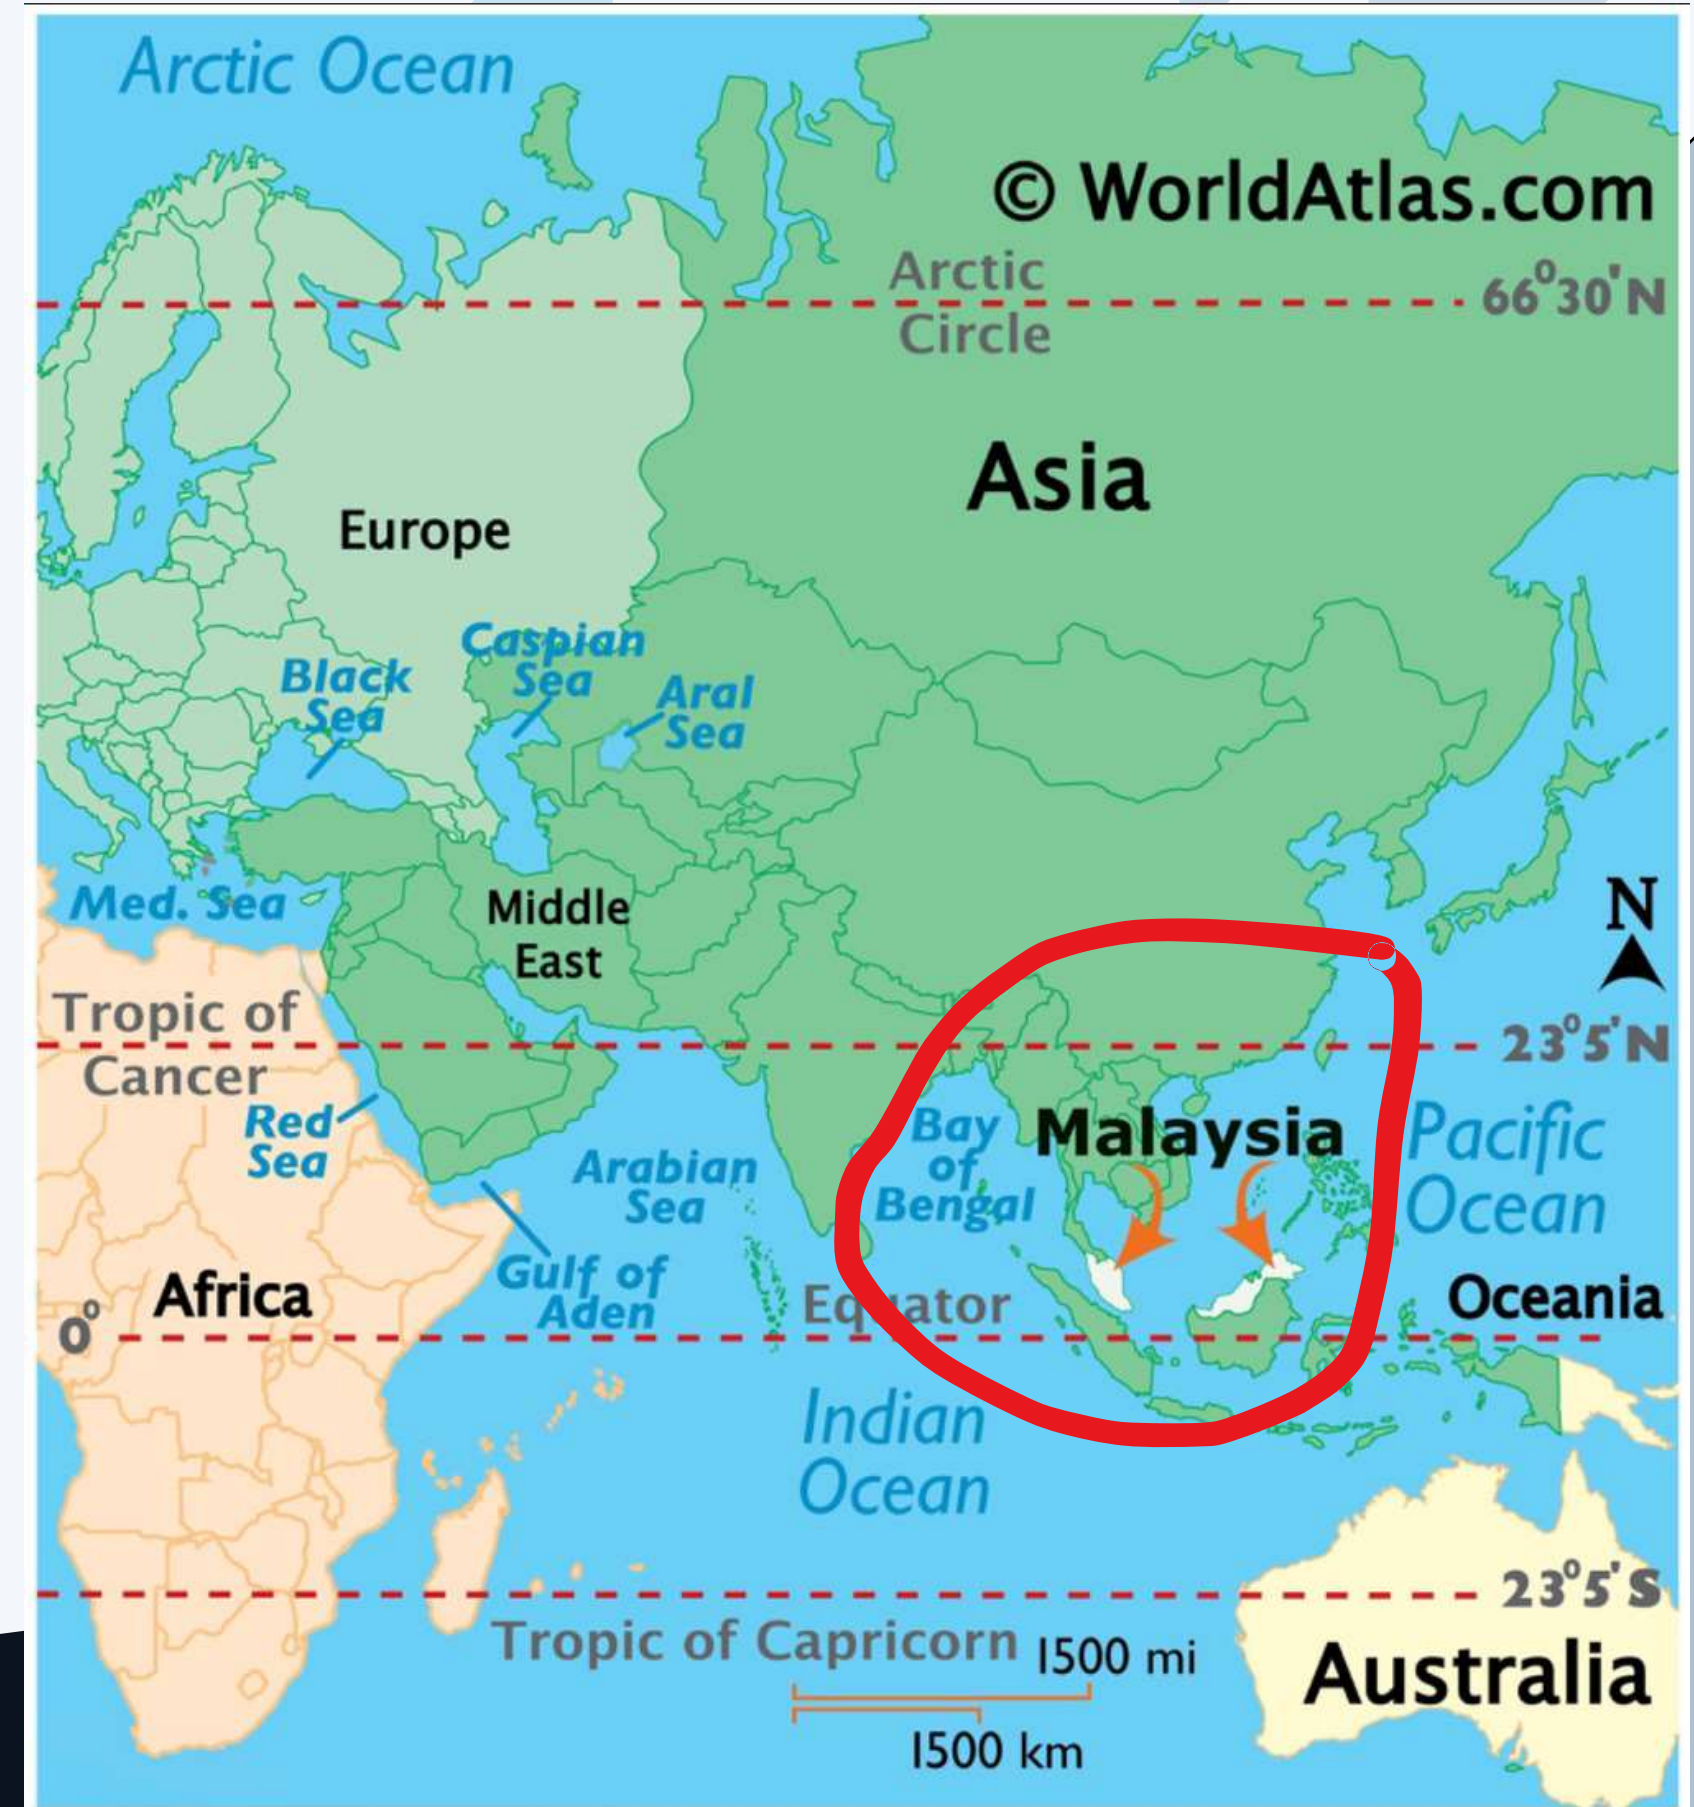 Arctic Ocean
© WorldAtlas.com
Arctic
Circle
66°30'N
Asia
Europe
Caspian
Sea
Black
Sea
Aral
Sea
Med. Sea
Middle
East
N
Tropic of
Cancer
23°5'N
Red
Sea
Arabian
Sea
Bay
of
Bengal
Malaysia
Pacific
Ocean
Gulf of
Aden
Africa
Equator
Oceania
0°
Indian
Ocean
23°5'S
Tropic of Capricorn
1500 mi
1500 km
Australia